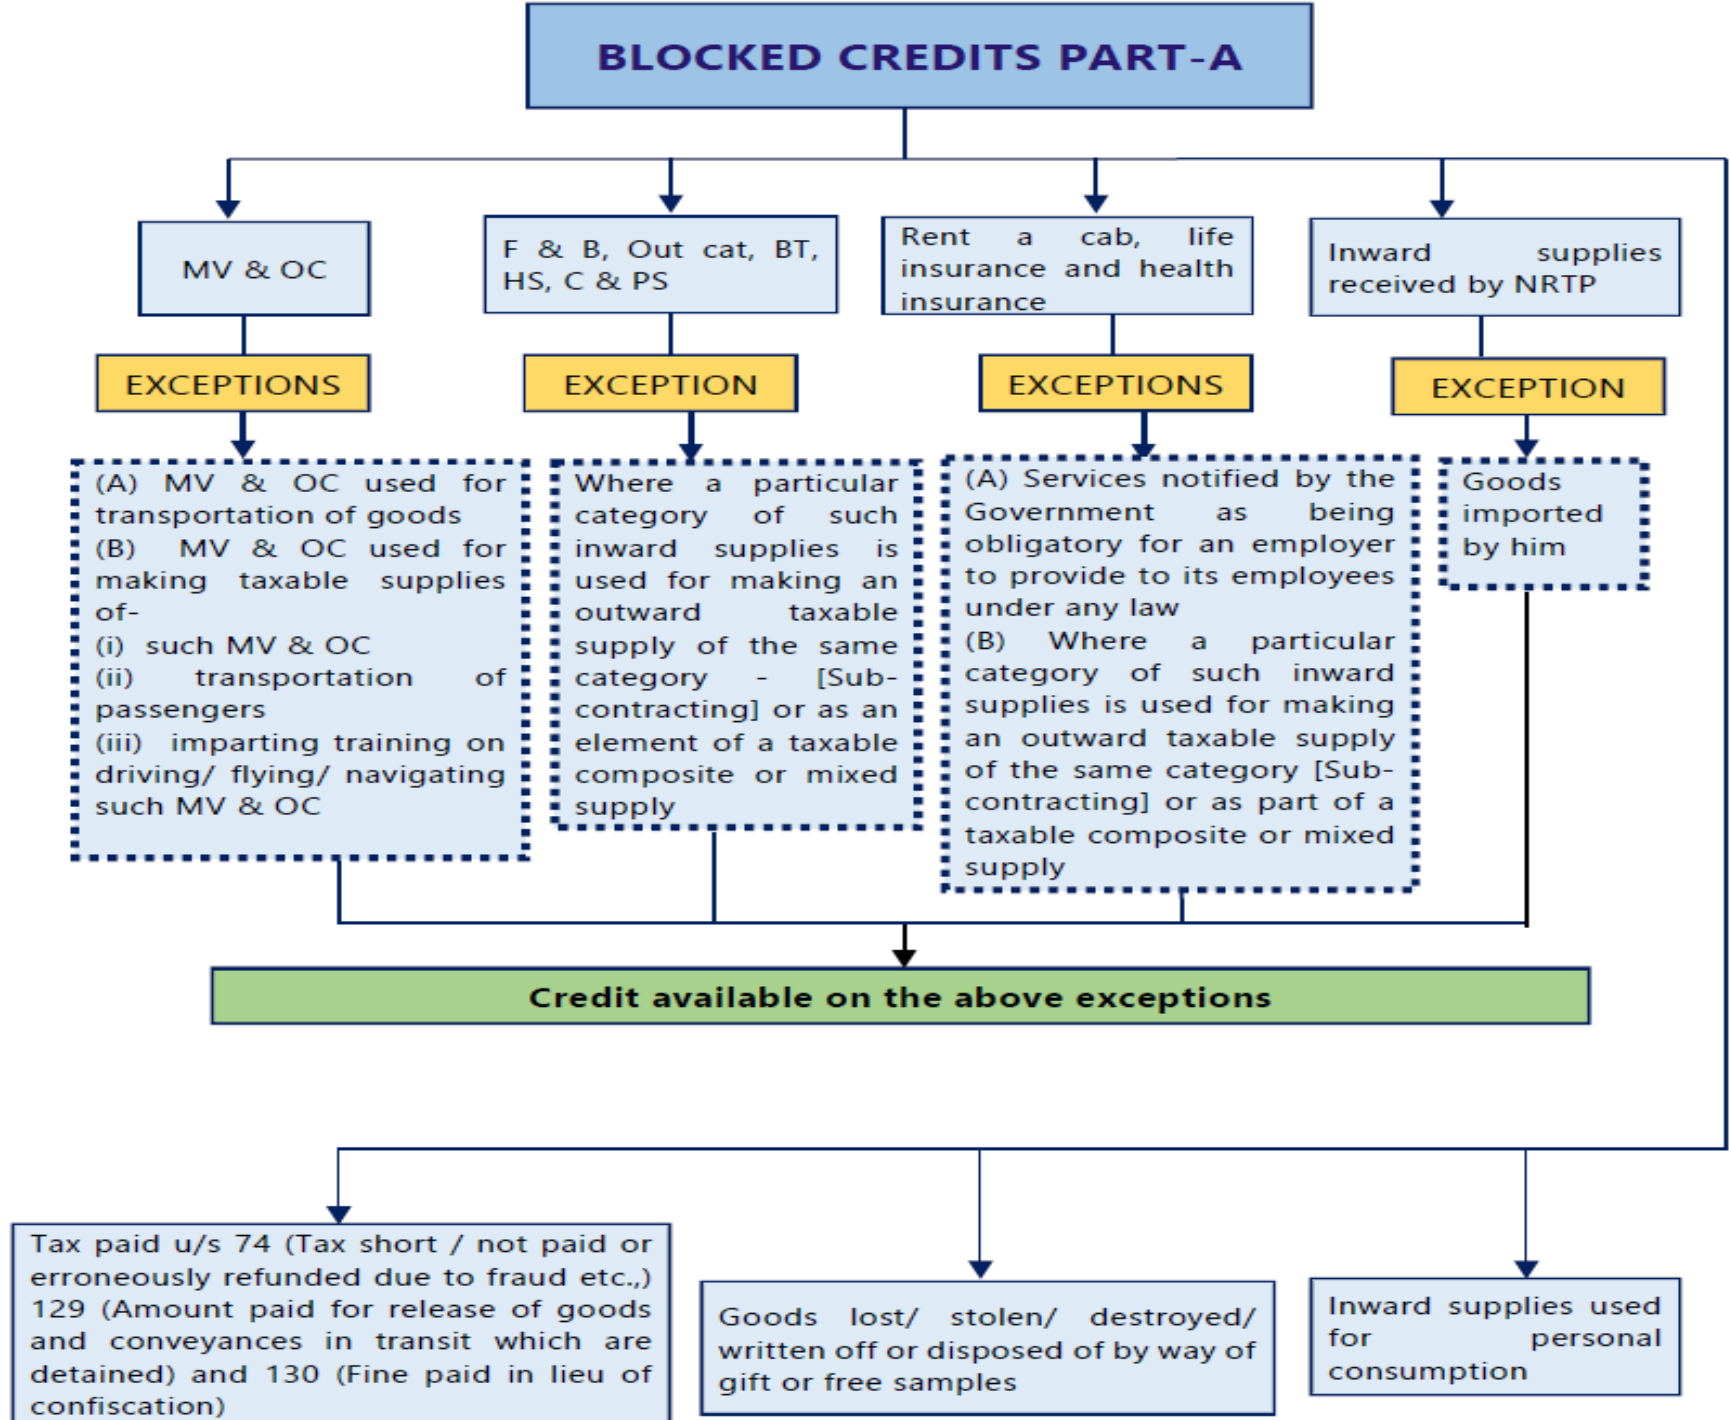 BLOCKED CREDITS PART-A
MV & OC
F & B, Out cat, BT,
HS, C & PS
Rent a cab, life
insurance and health
insurance
Inward supplies
received by NRTP
EXCEPTIONS
EXCEPTION
EXCEPTIONS
EXCEPTION
(A) MV & OC used for
transportation of goods
(B) MV & OC used for
making taxable supplies
of-
(i) such MV & OC
(ii) transportation of
passengers
(iii) imparting training on
driving/ flying/ navigating
such MV & OC
Where a particular
category of such
inward supplies is
used for making an
outward taxable
supply of the same
category - [Sub-
contracting] or as an
element of a taxable
composite or mixed
supply
(A) Services notified by the
Government as being
obligatory for an employer
to provide to its employees
under any law
(B) Where a particular
category of such inward
supplies is used for making
an outward taxable supply
of the same category [Sub-
contracting] or as part of a
taxable composite or mixed
supply
Goods
imported
by him
Credit available on the above exceptions
Tax paid u/s 74 (Tax short / not paid or
erroneously refunded due to fraud etc.,)
129 (Amount paid for release of goods
and conveyances in transit which are
detained) and 130 (Fine paid in lieu of
confiscation)
Goods lost/ stolen/ destroyed/
written off or disposed of by way of
gift or free samples
Inward supplies used
for personal
consumption